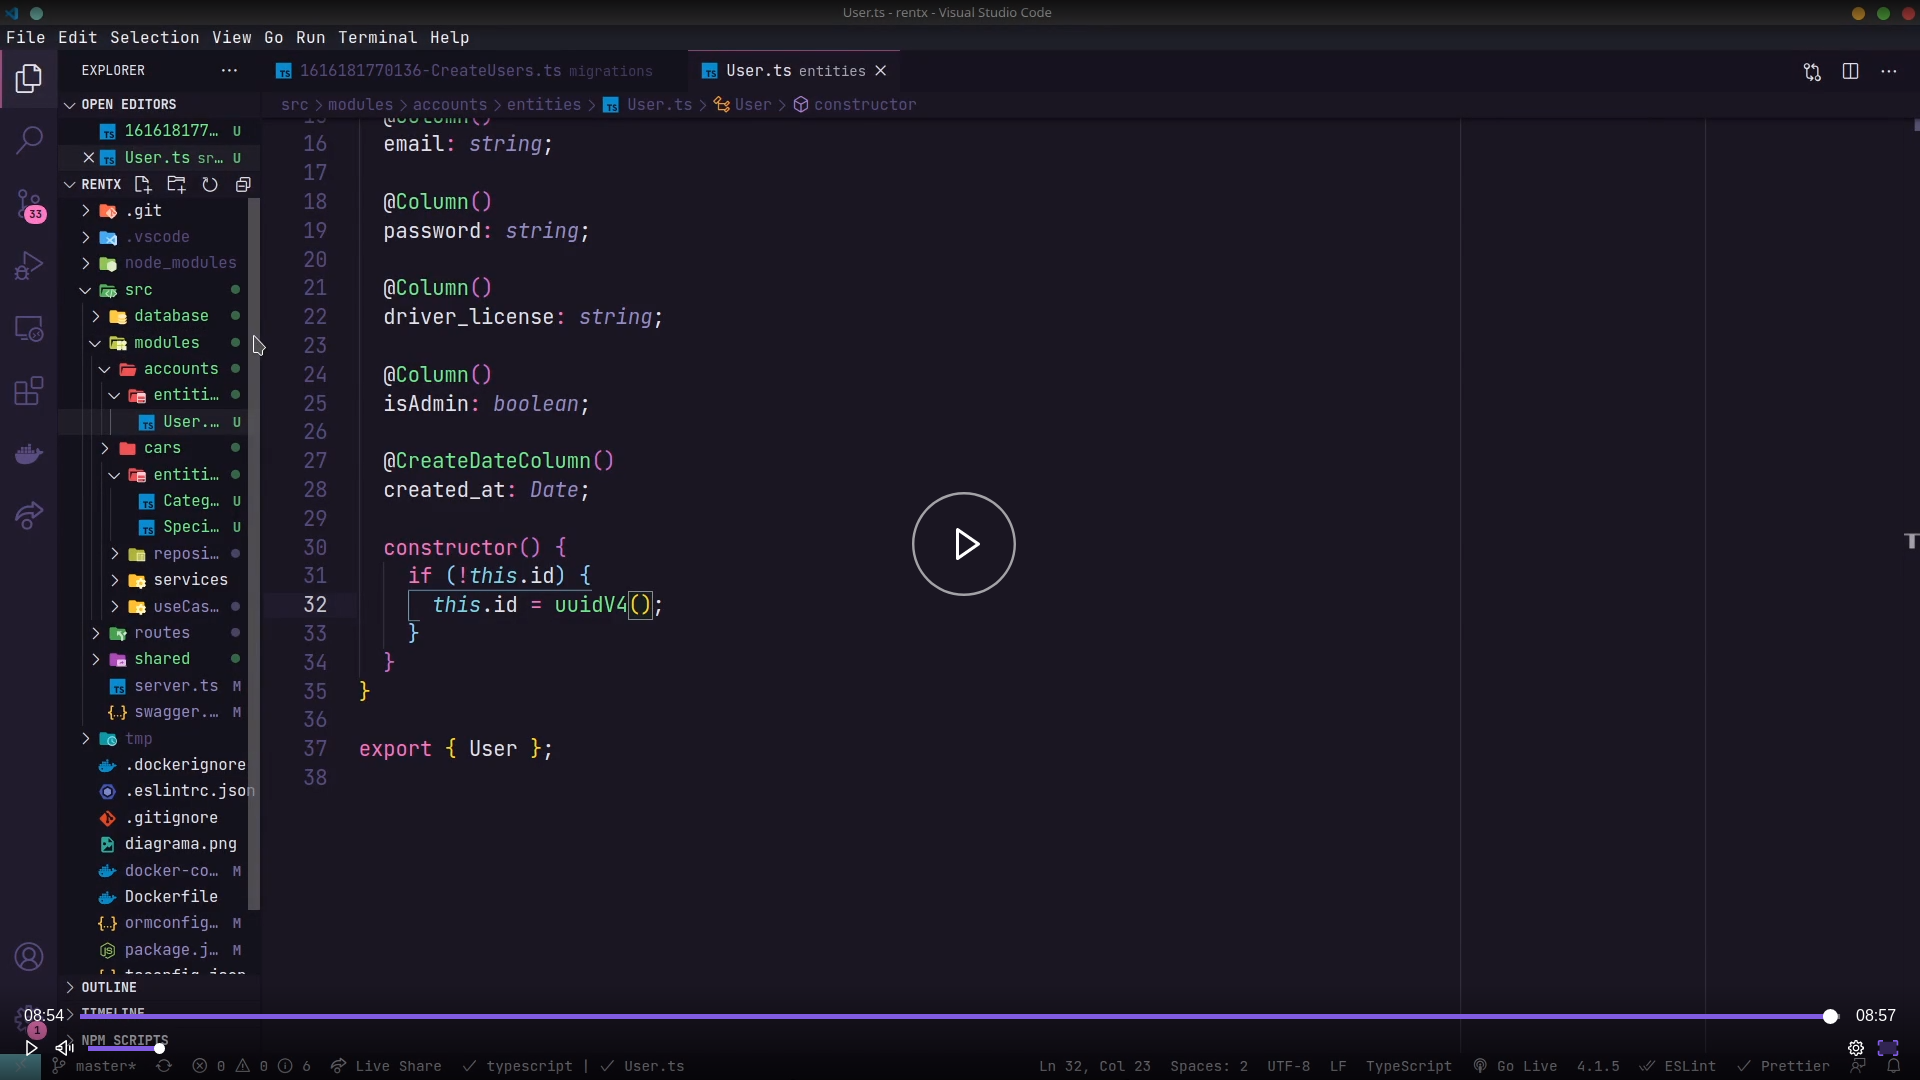 User.ts - rentx - Visual Studio Code
File Edit Selection View Go Run Terminal Help
EXPLORER
1616181770136-CreateUsers.ts migrations
User.ts entities
OPEN EDITORS
src > modules > accounts > entities > User.ts > User > constructor
161618177... U
User.ts sr... U
RENTX
.git
.vscode
node_modules
src
database
modules
accounts
entiti...
User.... U
cars
entiti...
Categ... U
Speci... U
reposi...
services
useCas...
routes
shared
server.ts M
swagger.... M
tmp
.dockerignore
.eslintrc.json
.gitignore
diagrama.png
docker-co... M
Dockerfile
ormconfig... M
package.j... M
tsconfig.json
OUTLINE
TIMELINE
NPM SCRIPTS
33
1
15 @Column()
16 email: string;
17
18 @Column()
19 password: string;
20
21 @Column()
22 driver_license: string;
23
24 @Column()
25 isAdmin: boolean;
26
27 @CreateDateColumn()
28 created_at: Date;
29
30 constructor() {
31 if (!this.id) {
32 this.id = uuidV4();
33 }
34 }
35 }
36
37 export { User };
38
08:54
08:57
master* 0 0 6 Live Share typescript | User.ts
Ln 32, Col 23 Spaces: 2 UTF-8 LF TypeScript Go Live 4.1.5 ESLint Prettier